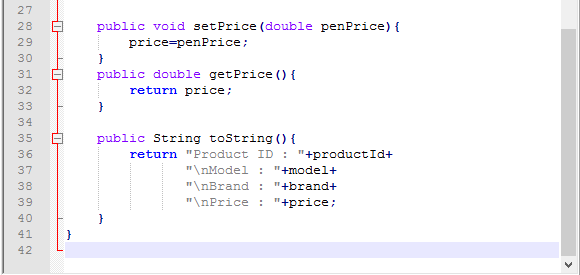 27
28 public void setPrice(double penPrice){
29 price=penPrice;
30 }
31 public double getPrice(){
32 return price;
33 }
34
35 public String toString(){
36 return "Product ID : "+productId+
37 "\nModel : "+model+
38 "\nBrand : "+brand+
39 "\nPrice : "+price;
40 }
41 }
42